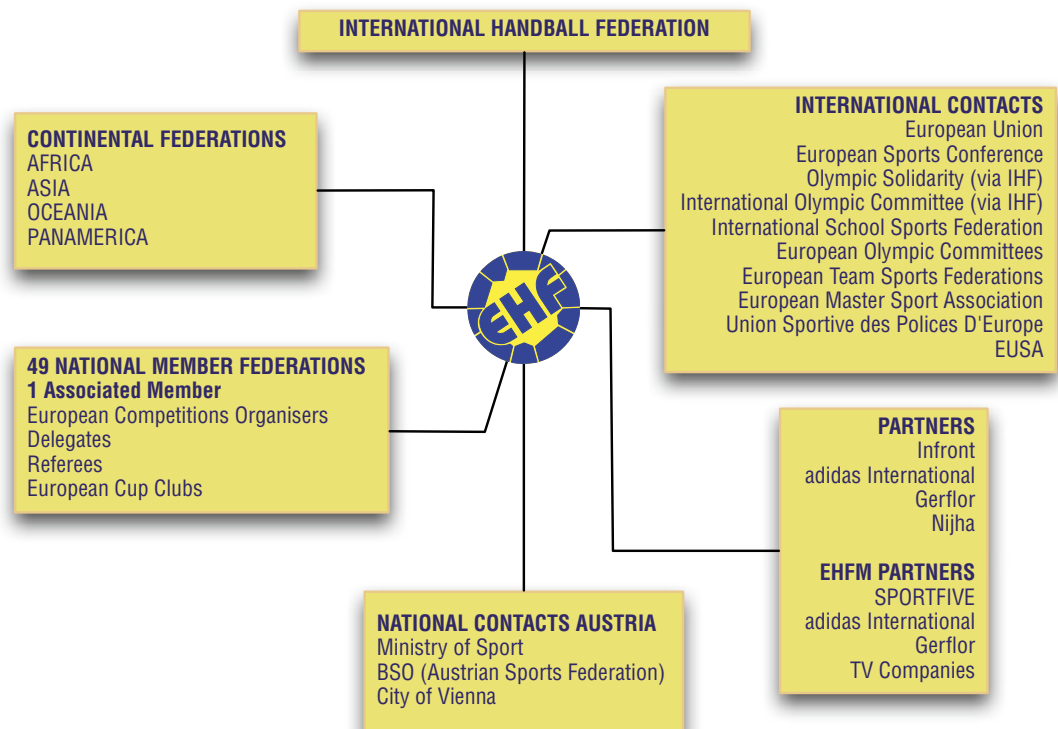 INTERNATIONAL HANDBALL FEDERATION
CONTINENTAL FEDERATIONS
AFRICA
ASIA
OCEANIA
PANAMERICA
INTERNATIONAL CONTACTS
European Union
European Sports Conference
Olympic Solidarity (via IHF)
International Olympic Committee (via IHF)
International School Sports Federation
European Olympic Committees
European Team Sports Federations
European Master Sport Association
Union Sportive des Polices D'Europe
EUSA
EHF
49 NATIONAL MEMBER FEDERATIONS
1 Associated Member
European Competitions Organisers
Delegates
Referees
European Cup Clubs
PARTNERS
Infront
adidas International
Gerflor
Nijha
EHFM PARTNERS
SPORTFIVE
adidas International
Gerflor
TV Companies
NATIONAL CONTACTS AUSTRIA
Ministry of Sport
BSO (Austrian Sports Federation)
City of Vienna